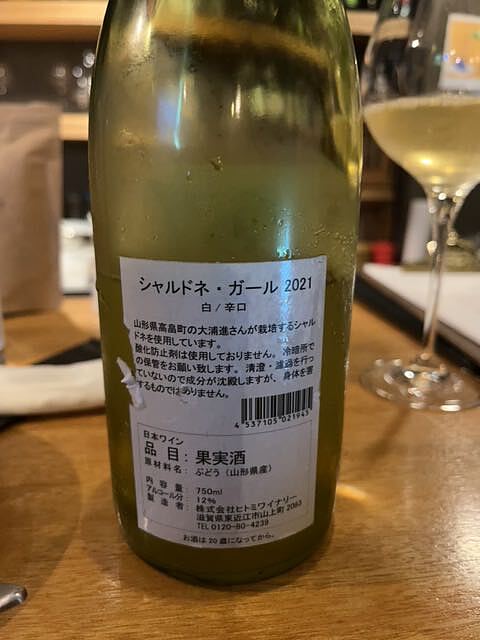 シャルドネ・ガール 2021
白/辛口
山形県高畠町の大浦進さんが栽培するシャル
ドネを使用しています。
酸化防止剤は使用しておりません。冷暗所で
の保管をお願い致します。清澄・濾過を行っ
ていないので成分が沈殿しますが、身体を害
するものではありません。
4 537105 021943
日本ワイン
品目:果実酒
原材料名:ぶどう(山形県産)
内容量:750ml
アルコール分:12%
製造者:株式会社ヒトミワイナリー
滋賀県東近江市山上町2083
TEL 0120-80-4239
お酒は20歳になってから。